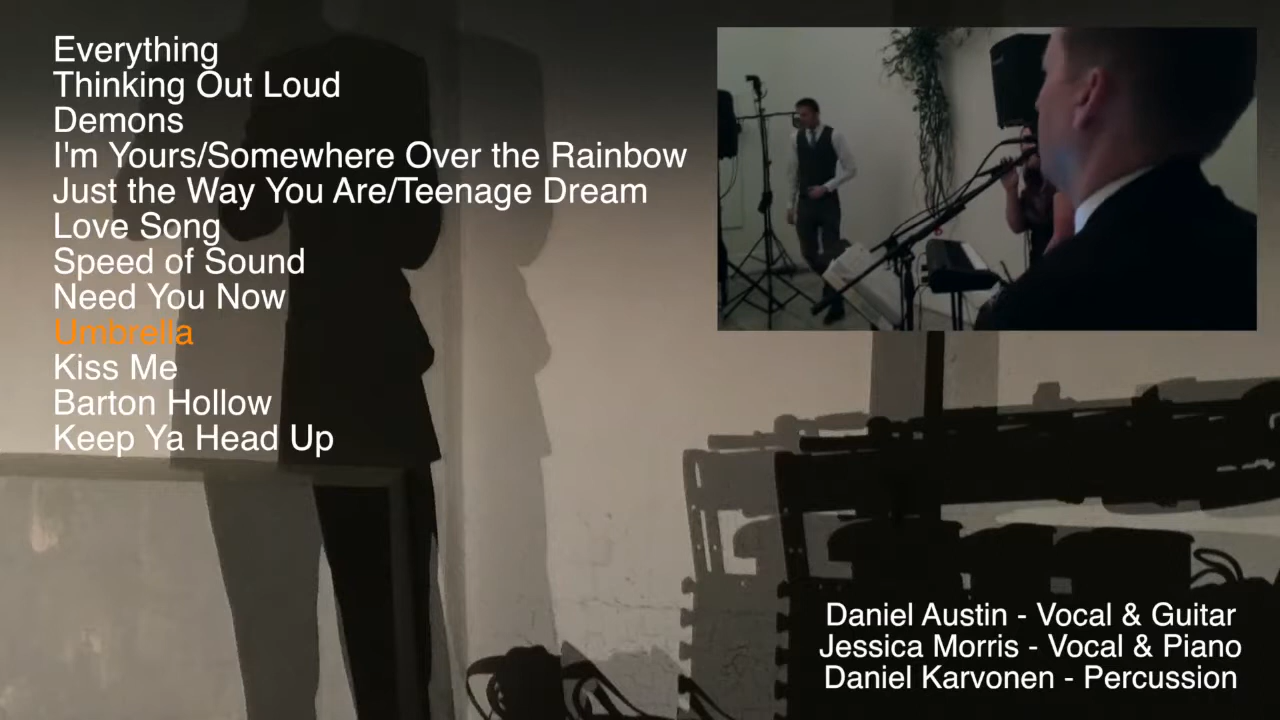 Everything
Thinking Out Loud
Demons
I'm Yours/Somewhere Over the Rainbow
Just the Way You Are/Teenage Dream
Love Song
Speed of Sound
Need You Now
Umbrella
Kiss Me
Barton Hollow
Keep Ya Head Up
Daniel Austin - Vocal & Guitar
Jessica Morris - Vocal & Piano
Daniel Karvonen - Percussion